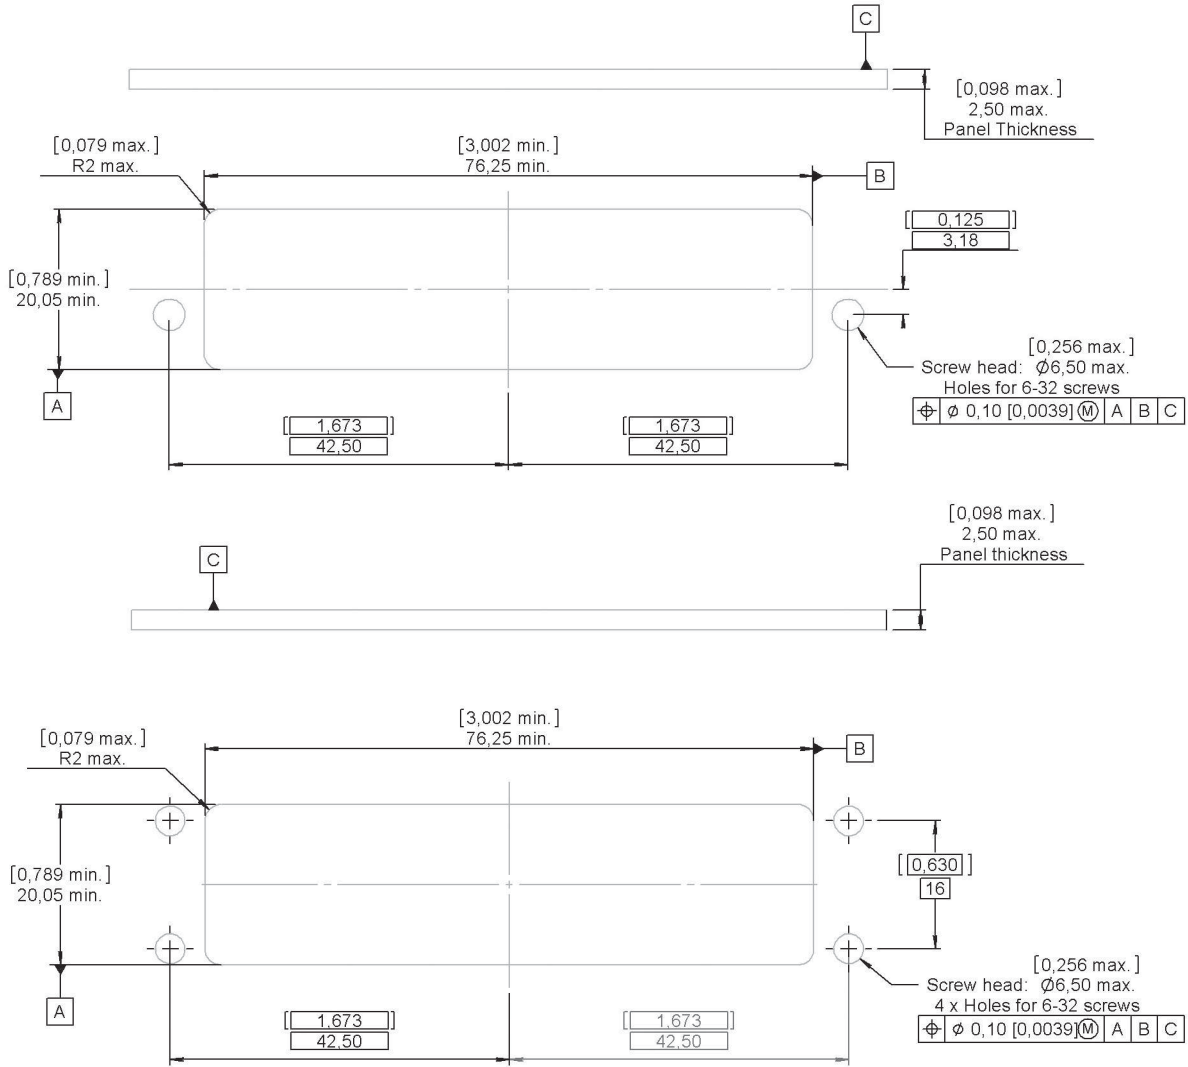 C
[0,098 max.]
2,50 max.
Panel Thickness
[0,079 max.]
R2 max.
[3,002 min.]
76,25 min.
B
[0,125]
3,18
[0,789 min.]
20,05 min.
A
[0,256 max.]
Screw head: Ø6,50 max.
Holes for 6-32 screws
⌖ Ø 0,10 [0,0039] Ⓜ A B C
[1,673]
42,50
[1,673]
42,50
[0,098 max.]
2,50 max.
Panel thickness
C
[0,079 max.]
R2 max.
[3,002 min.]
76,25 min.
B
[0,789 min.]
20,05 min.
A
[0,630]
16
[0,256 max.]
Screw head: Ø6,50 max.
4 x Holes for 6-32 screws
⌖ Ø 0,10 [0,0039] Ⓜ A B C
[1,673]
42,50
[1,673]
42,50